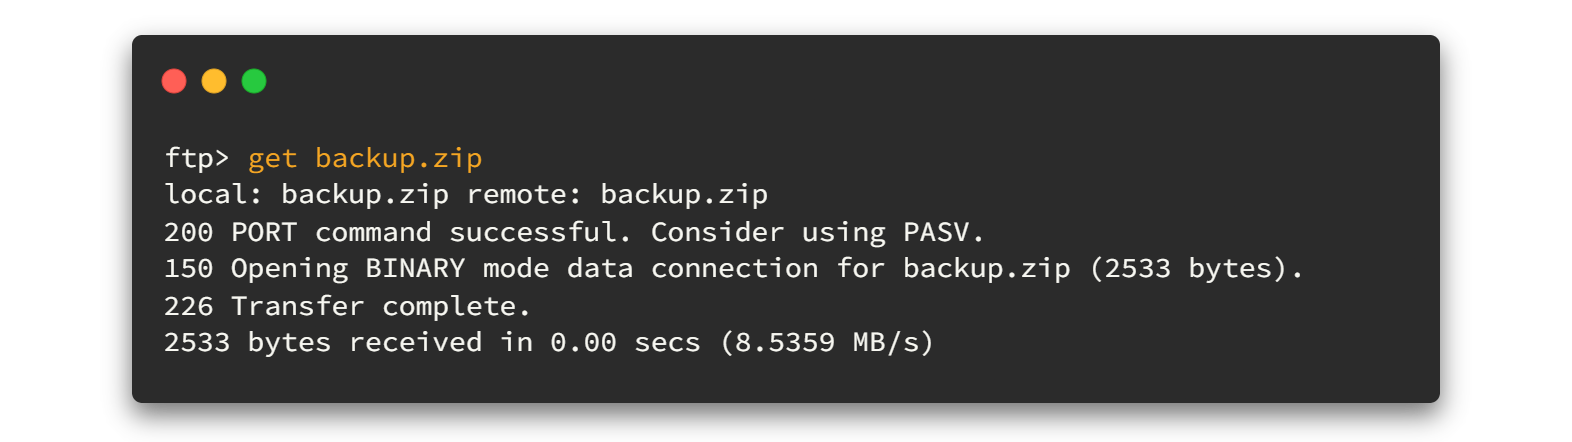 ftp> get backup.zip
local: backup.zip remote: backup.zip
200 PORT command successful. Consider using PASV.
150 Opening BINARY mode data connection for backup.zip (2533 bytes).
226 Transfer complete.
2533 bytes received in 0.00 secs (8.5359 MB/s)